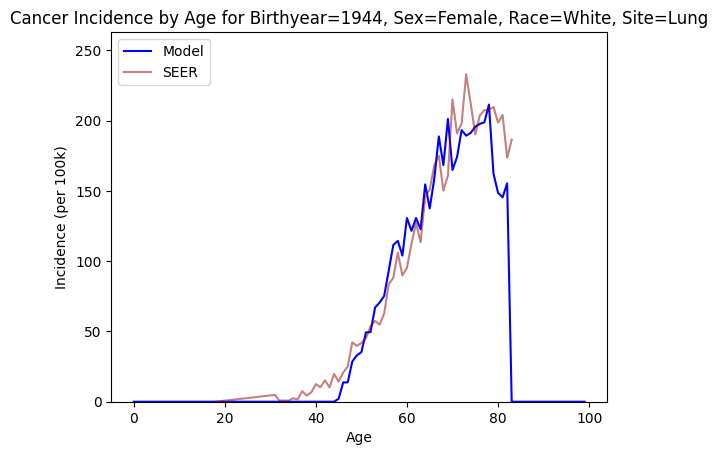 Cancer Incidence by Age for Birthyear=1944, Sex=Female, Race=White, Site=Lung
Model
SEER
250
200
150
100
50
0
Incidence (per 100k)
0 20 40 60 80 100
Age